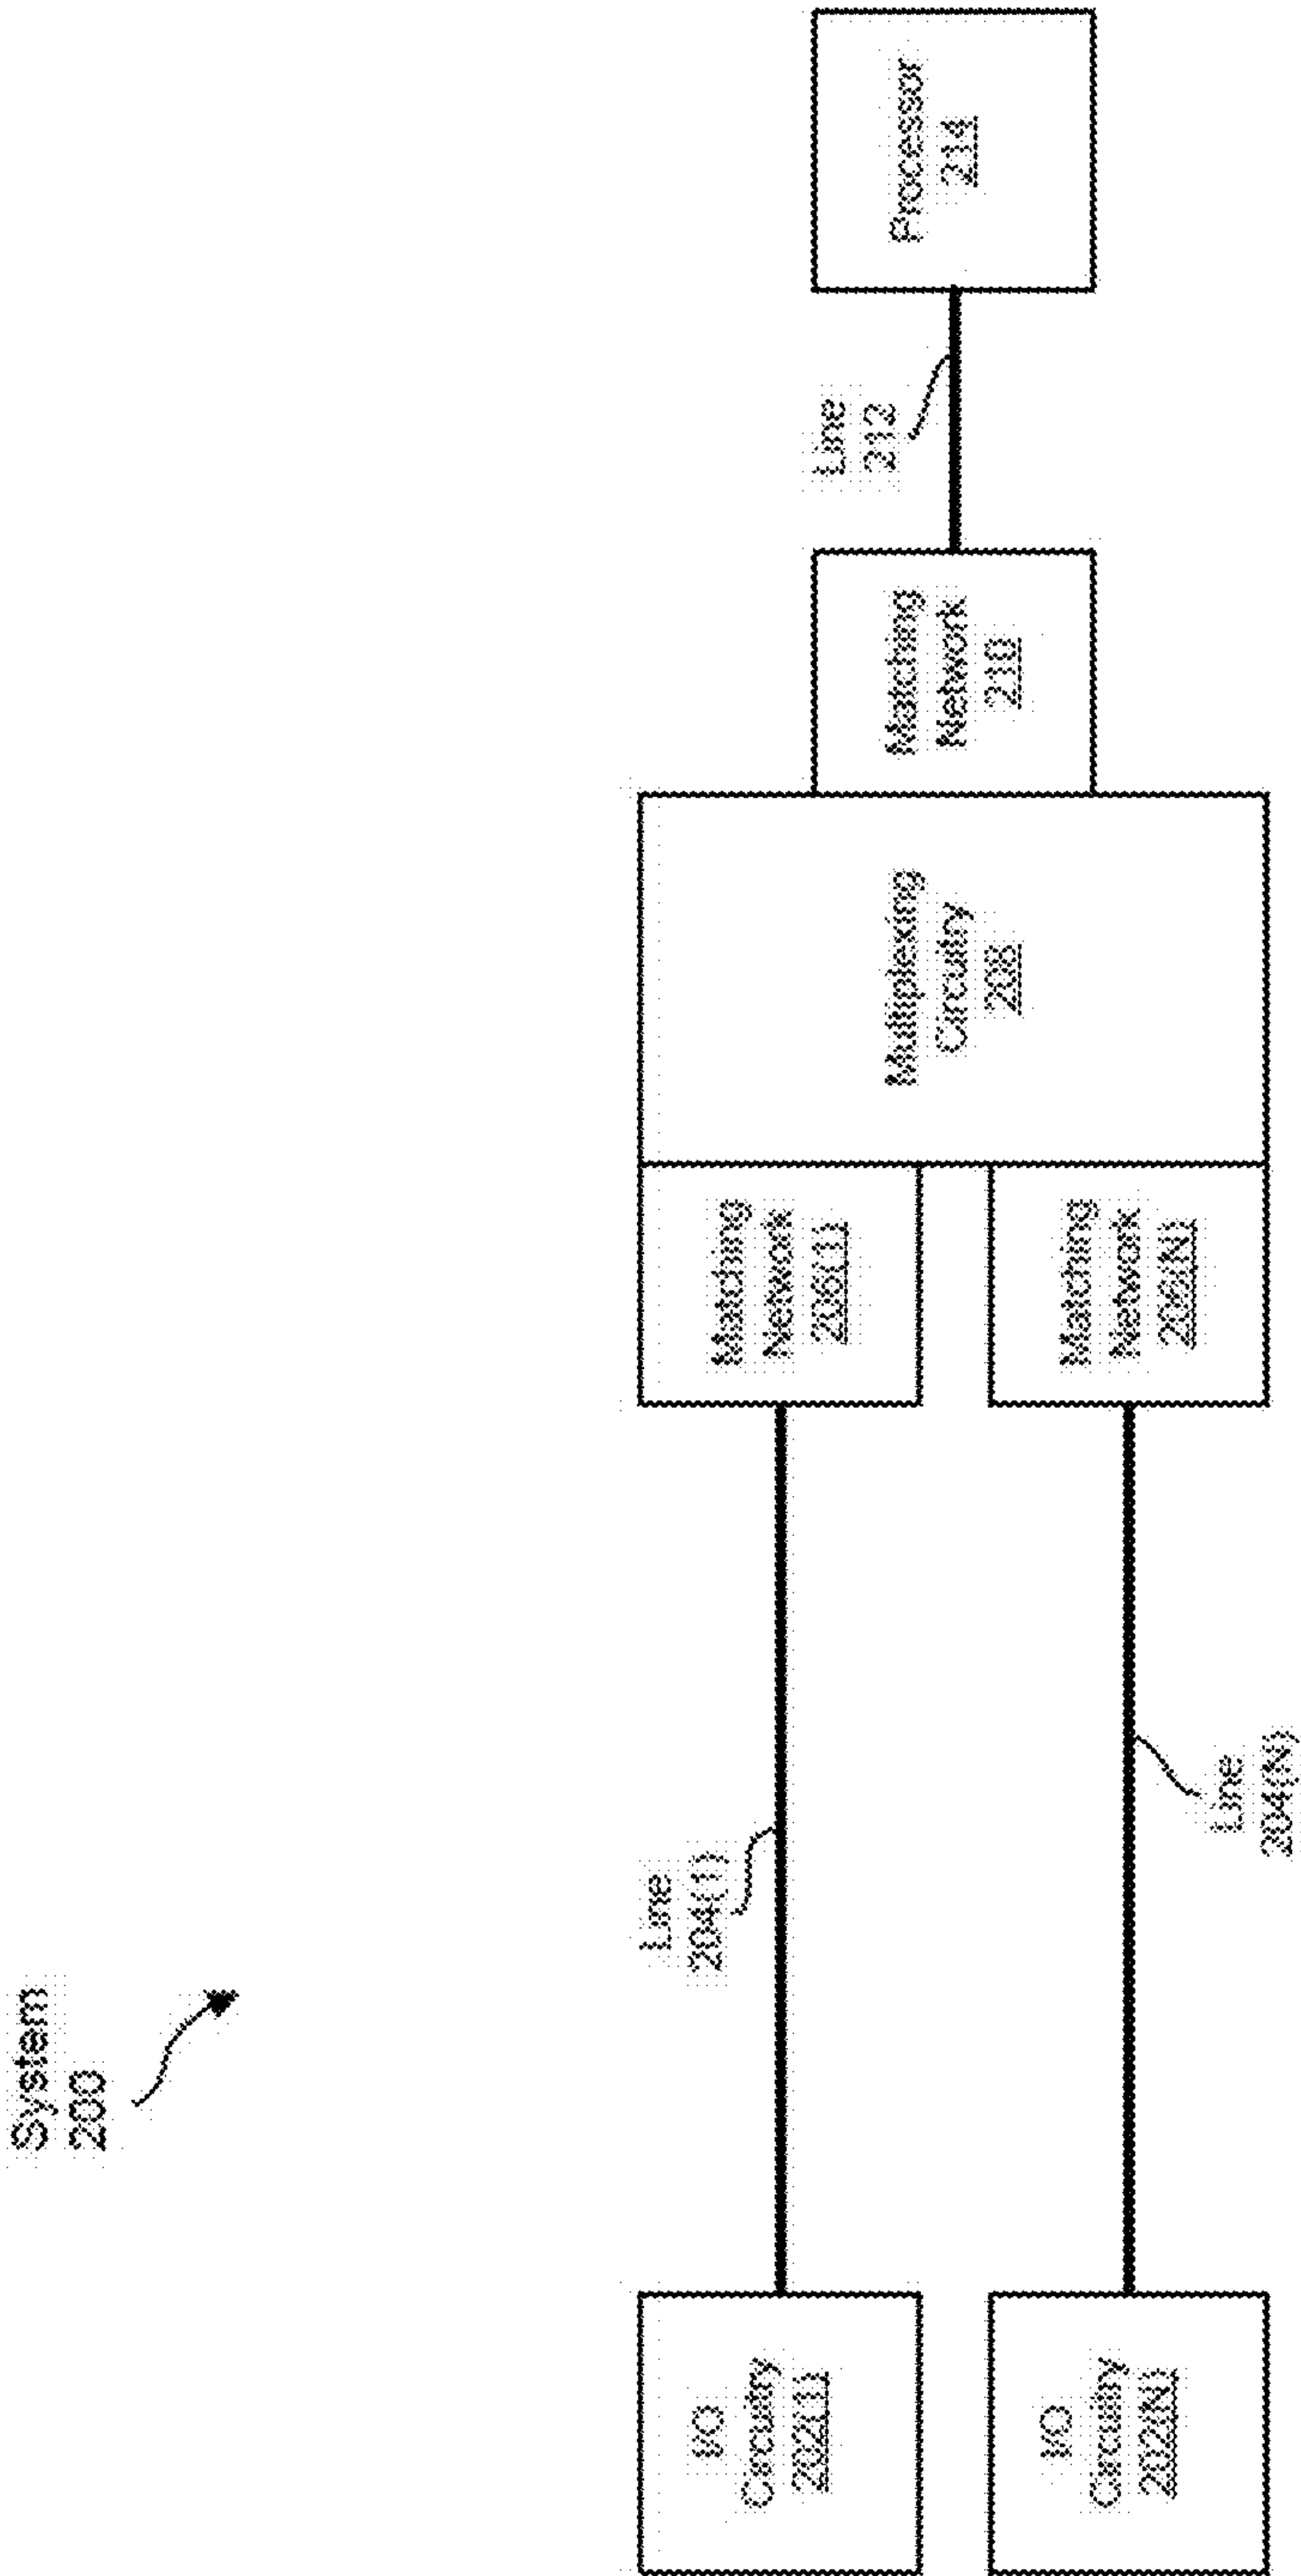 System
200
I/O
Circuitry
202(1)
Line
204(1)
Matching
Network
206(1)
I/O
Circuitry
202(N)
Line
204(N)
Matching
Network
206(N)
Multiplexing
Circuitry
208
Matching
Network
210
Line
212
Processor
214